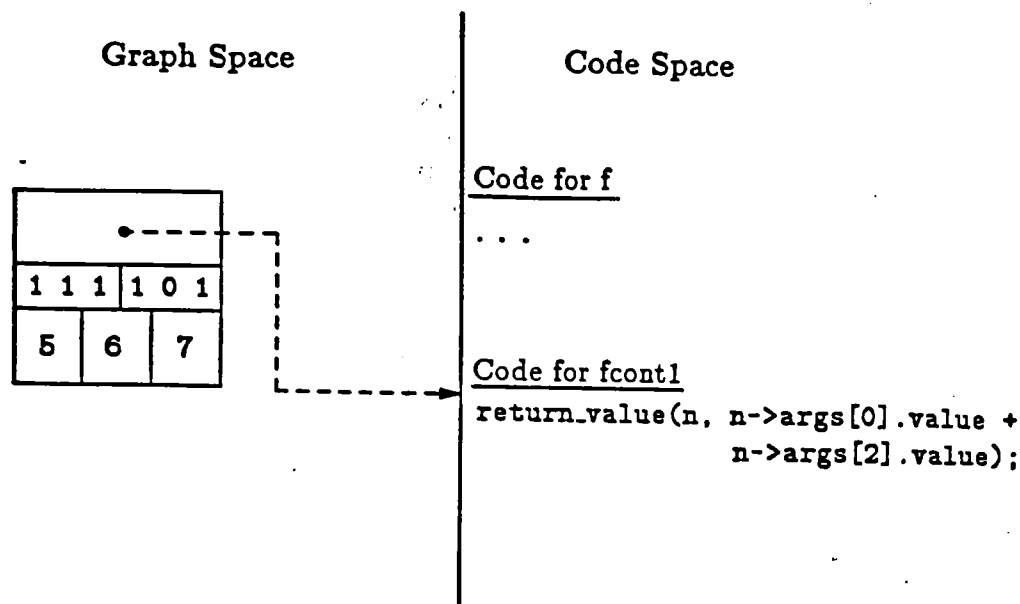 Graph Space
Code Space
Code for f
. . .
1 1 1 1 0 1
5 6 7
Code for fcont1
return_value(n, n->args[0].value +
n->args[2].value);